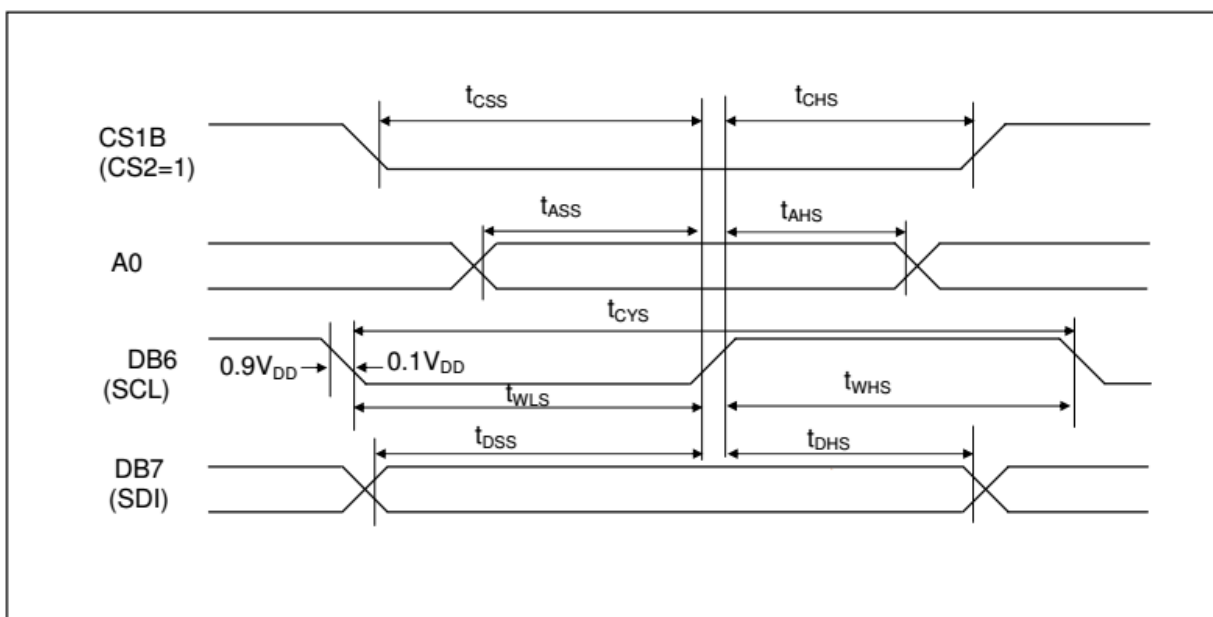 tCSS
tCHS
CS1B
(CS2=1)
tASS
tAHS
A0
tCYS
DB6
(SCL)
0.9VDD
0.1VDD
tWLS
tWHS
tDSS
tDHS
DB7
(SDI)